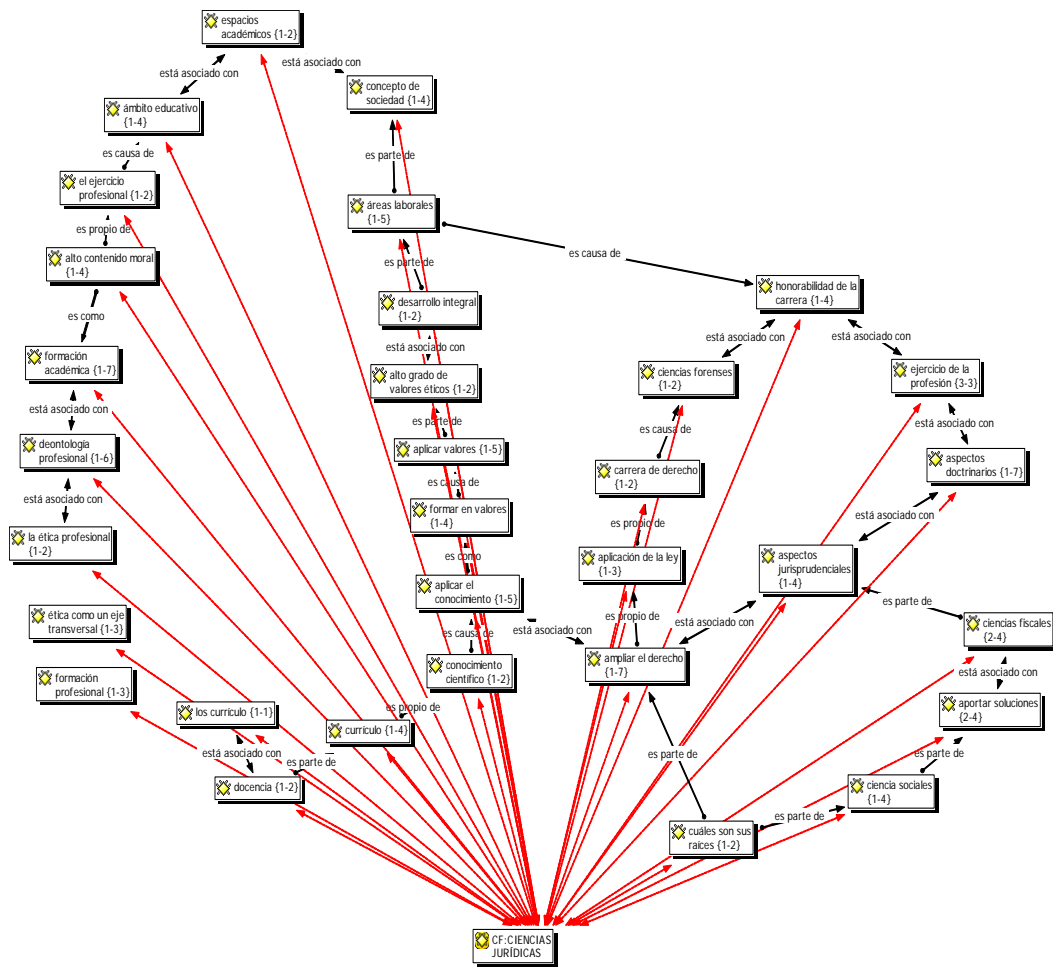 espacios
académicos {1-2}
está asociado con
está asociado con
concepto de
sociedad {1-4}
ámbito educativo
{1-4}
es causa de
es parte de
el ejercicio
profesional {1-2}
áreas laborales
{1-5}
es propio de
es causa de
alto contenido moral
{1-4}
es parte de
honorabilidad de la
carrera {1-4}
desarrollo integral
{1-2}
es como
está asociado con
está asociado con
está asociado con
formación
académica {1-7}
alto grado de
valores éticos {1-2}
ciencias forenses
{1-2}
ejercicio de la
profesión {3-3}
está asociado con
es parte de
es causa de
está asociado con
deontología
profesional {1-6}
aplicar valores {1-5}
carrera de derecho
{1-2}
aspectos
doctrinarios {1-7}
está asociado con
es causa de
formar en valores
{1-4}
es propio de
está asociado con
la ética profesional
{1-2}
es como
aplicación de la ley
{1-3}
aspectos
jurisprudenciales
{1-4}
aplicar el
conocimiento {1-5}
ética como un eje
transversal {1-3}
es causa de
está asociado con
es propio de
está asociado con
es parte de
ciencias fiscales
{2-4}
conocimiento
científico {1-2}
ampliar el derecho
{1-7}
está asociado con
formación
profesional {1-3}
los currículo {1-1}
es propio de
currículo {1-4}
aportar soluciones
{2-4}
está asociado con
es parte de
es parte de
es parte de
docencia {1-2}
ciencia sociales
{1-4}
es parte de
cuáles son sus
raíces {1-2}
CF:CIENCIAS
JURÍDICAS